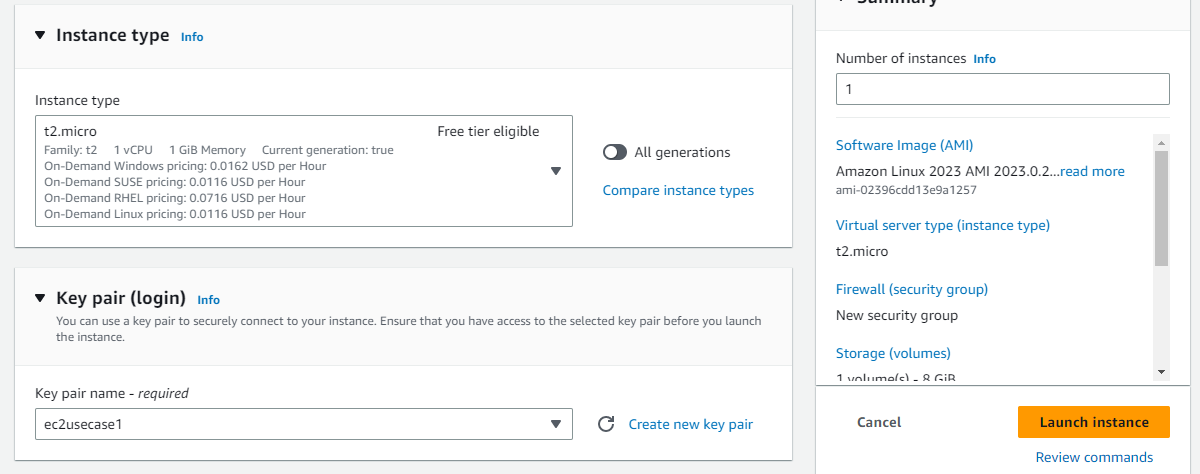 Instance type Info
Instance type
t2.micro Free tier eligible
Family: t2 1 vCPU 1 GiB Memory Current generation: true
On-Demand Windows pricing: 0.0162 USD per Hour
On-Demand SUSE pricing: 0.0116 USD per Hour
On-Demand RHEL pricing: 0.0716 USD per Hour
On-Demand Linux pricing: 0.0116 USD per Hour
All generations
Compare instance types
Key pair (login) Info
You can use a key pair to securely connect to your instance. Ensure that you have access to the selected key pair before you launch
the instance.
Key pair name - required
ec2usecase1
Create new key pair
Summary
Number of instances Info
1
Software Image (AMI)
Amazon Linux 2023 AMI 2023.0.2...read more
ami-02396cdd13e9a1257
Virtual server type (instance type)
t2.micro
Firewall (security group)
New security group
Storage (volumes)
1 volume(s) - 8 GiB
Cancel
Launch instance
Review commands